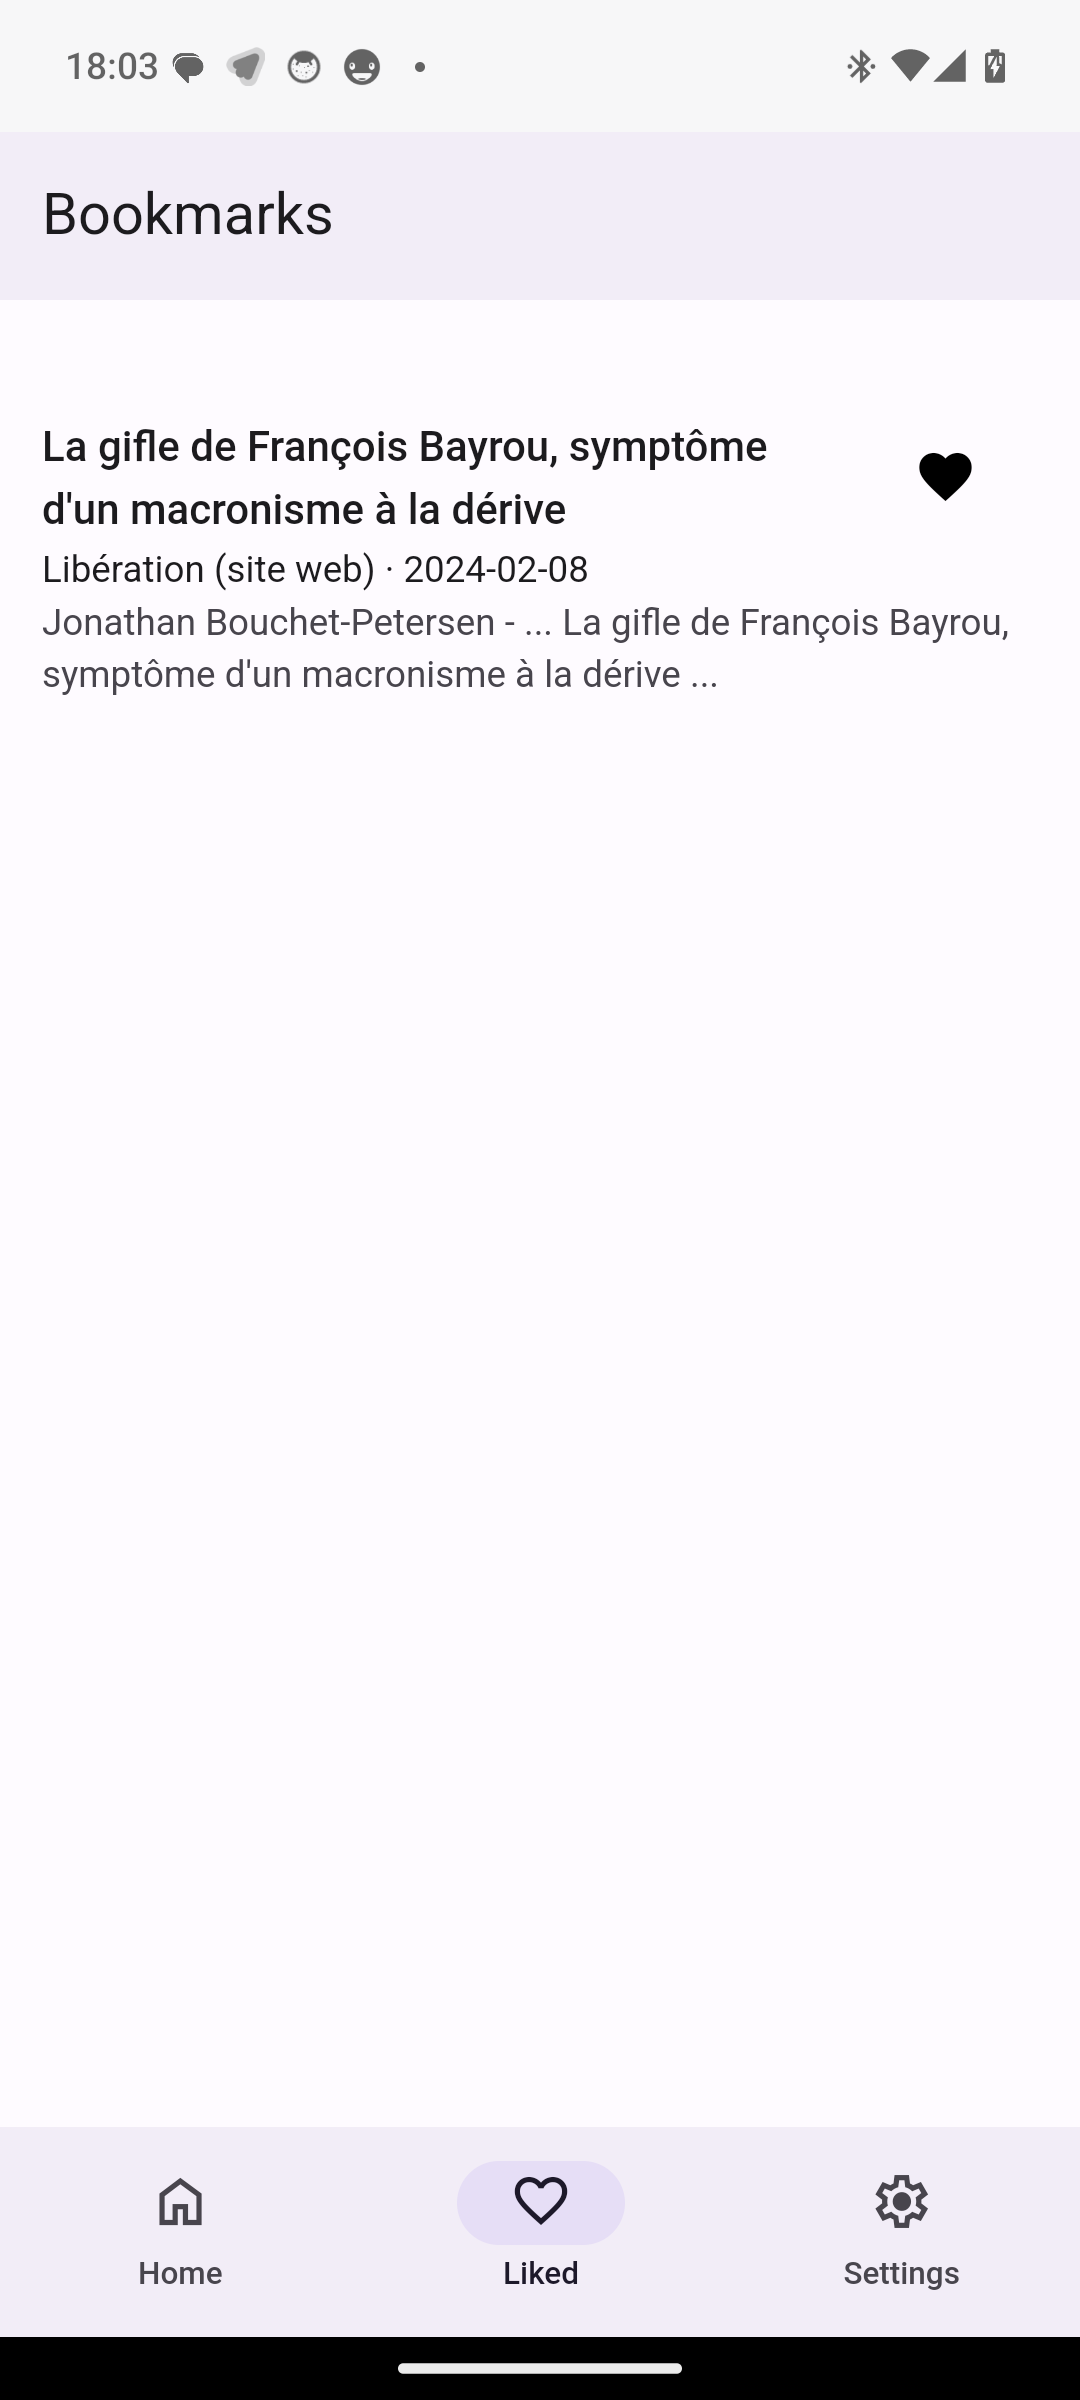 18:03
Bookmarks
La gifle de François Bayrou, symptôme
d'un macronisme à la dérive
Libération (site web) · 2024-02-08
Jonathan Bouchet-Petersen - ... La gifle de François Bayrou,
symptôme d'un macronisme à la dérive ...
Home
Liked
Settings